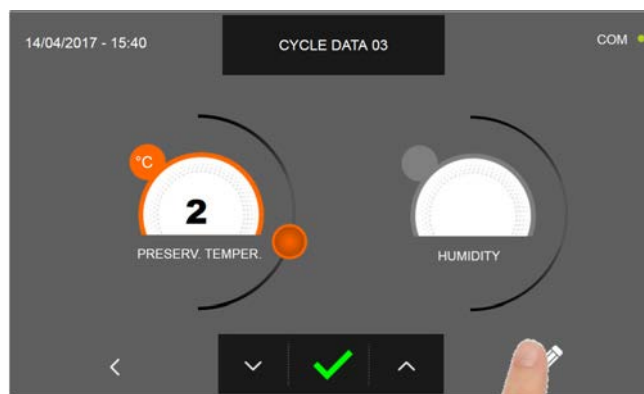 14/04/2017 - 15:40
CYCLE DATA 03
COM
°C
2
PRESERV. TEMPER.
HUMIDITY